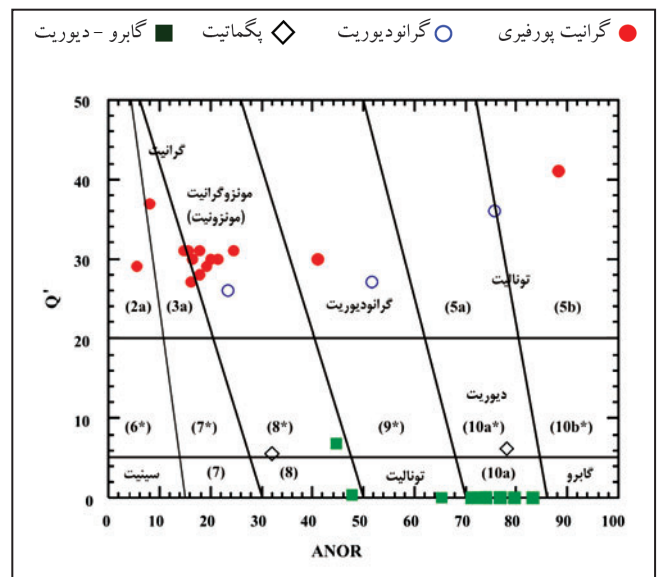 گرانیت پورفیری گرانودیوریت پگماتیت گابرو - دیوریت
50
گرانیت
40
مونزوگرانیت
(مونزونیت)
30
تونالیت
گرانودیوریت
(2a) (3a) (5a) (5b)
20
Q'
دیوریت
10
(6*) (7*) (8*) (9*) (10a*) (10b*)
سینیت (7) (8) تونالیت (10a) گابرو
0
0 10 20 30 40 50 60 70 80 90 100
ANOR